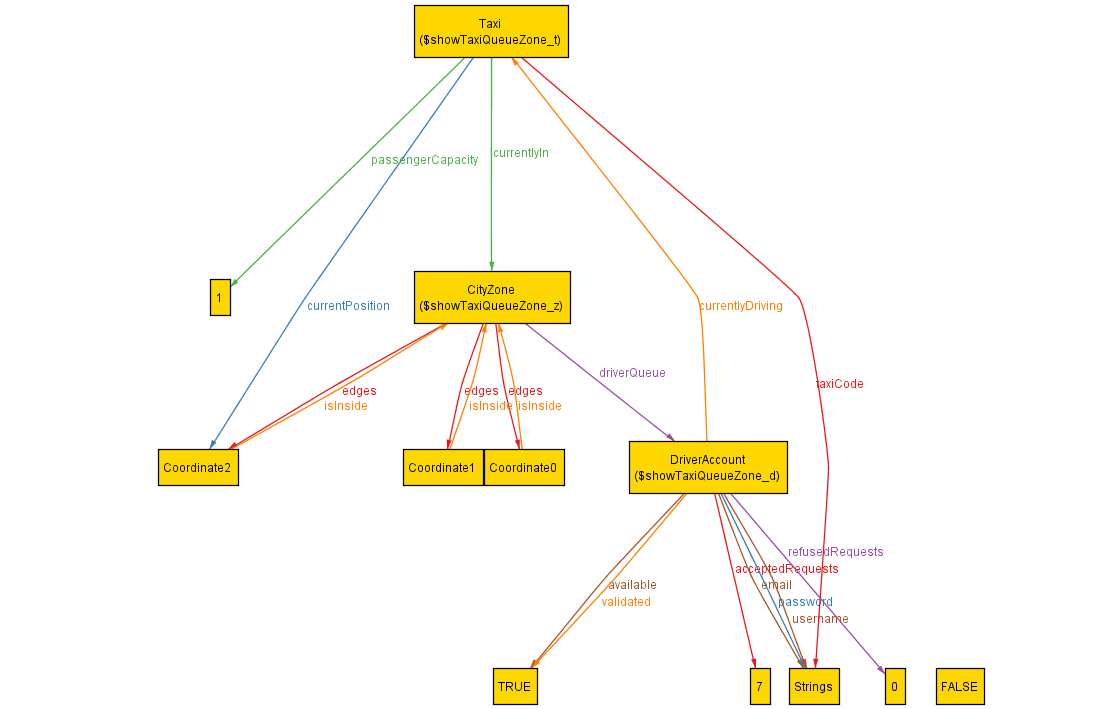 Taxi
($showTaxiQueueZone_t)
passengerCapacity
currentlyIn
1
currentPosition
CityZone
($showTaxiQueueZone_z)
currentlyDriving
driverQueue
taxiCode
edges
edges
edges
isInside
isInside
isInside
Coordinate2
Coordinate1
Coordinate0
DriverAccount
($showTaxiQueueZone_d)
refusedRequests
acceptedRequests
available
email
validated
password
username
TRUE
7
Strings
0
FALSE